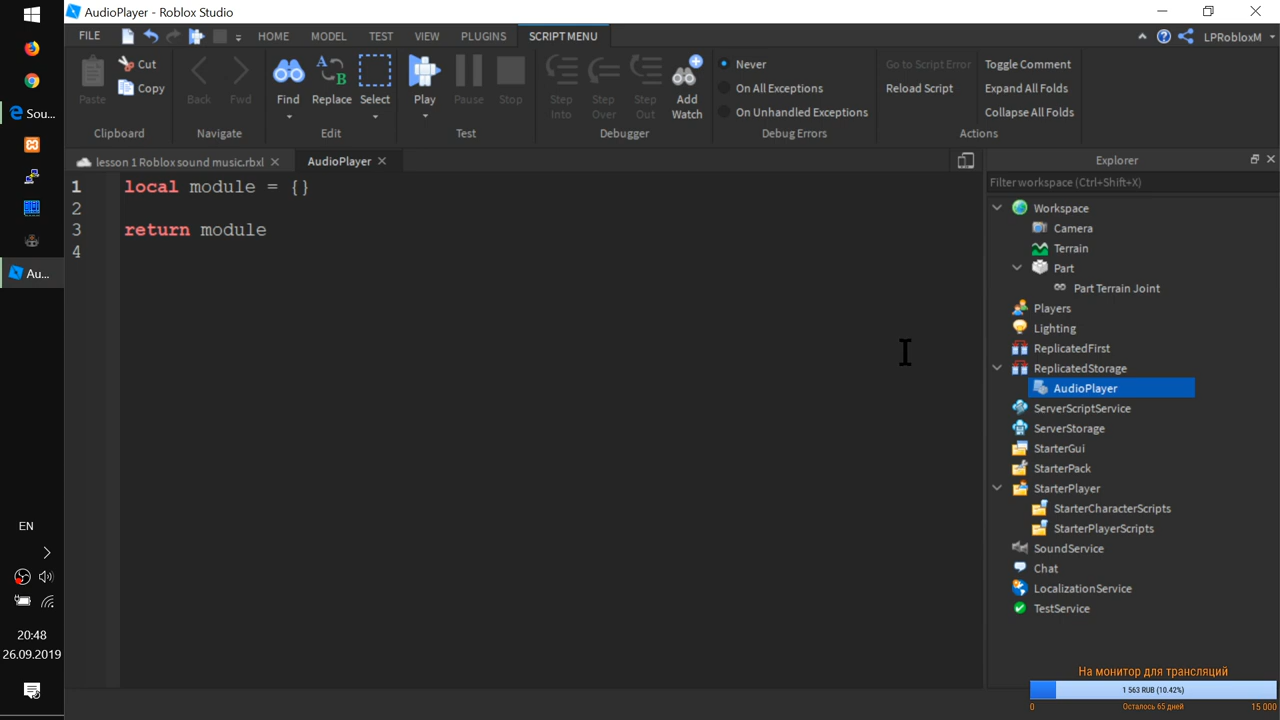 AudioPlayer - Roblox Studio
FILE
HOME
MODEL
TEST
VIEW
PLUGINS
SCRIPT MENU
LPRobloxM
Paste
Cut
Copy
Clipboard
Back
Fwd
Navigate
Find
Replace
Select
Edit
Play
Pause
Stop
Test
Step Into
Step Over
Step Out
Add Watch
Debugger
Never
On All Exceptions
On Unhandled Exceptions
Debug Errors
Go to Script Error
Reload Script
Toggle Comment
Expand All Folds
Collapse All Folds
Actions
lesson 1 Roblox sound music.rbxl
AudioPlayer
1 local module = {}
2
3 return module
4
Explorer
Filter workspace (Ctrl+Shift+X)
Workspace
Camera
Terrain
Part
Part Terrain Joint
Players
Lighting
ReplicatedFirst
ReplicatedStorage
AudioPlayer
ServerScriptService
ServerStorage
StarterGui
StarterPack
StarterPlayer
StarterCharacterScripts
StarterPlayerScripts
SoundService
Chat
LocalizationService
TestService
Sou...
Au...
EN
20:48
26.09.2019
На монитор для трансляций
1 563 RUB (10.42%)
0
Осталось 65 дней
15 000